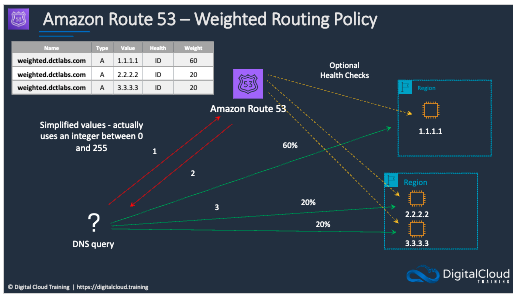 Amazon Route 53 – Weighted Routing Policy
Name Type Value Health Weight
weighted.dctlabs.com A 1.1.1.1 ID 60
weighted.dctlabs.com A 2.2.2.2 ID 20
weighted.dctlabs.com A 3.3.3.3 ID 20
53
Amazon Route 53
Optional
Health Checks
Region
1.1.1.1
Simplified values - actually
uses an integer between 0
and 255
1
2
60%
3
20%
20%
?
DNS query
Region
2.2.2.2
3.3.3.3
© Digital Cloud Training | https://digitalcloud.training
DigitalCloud
TRAINING